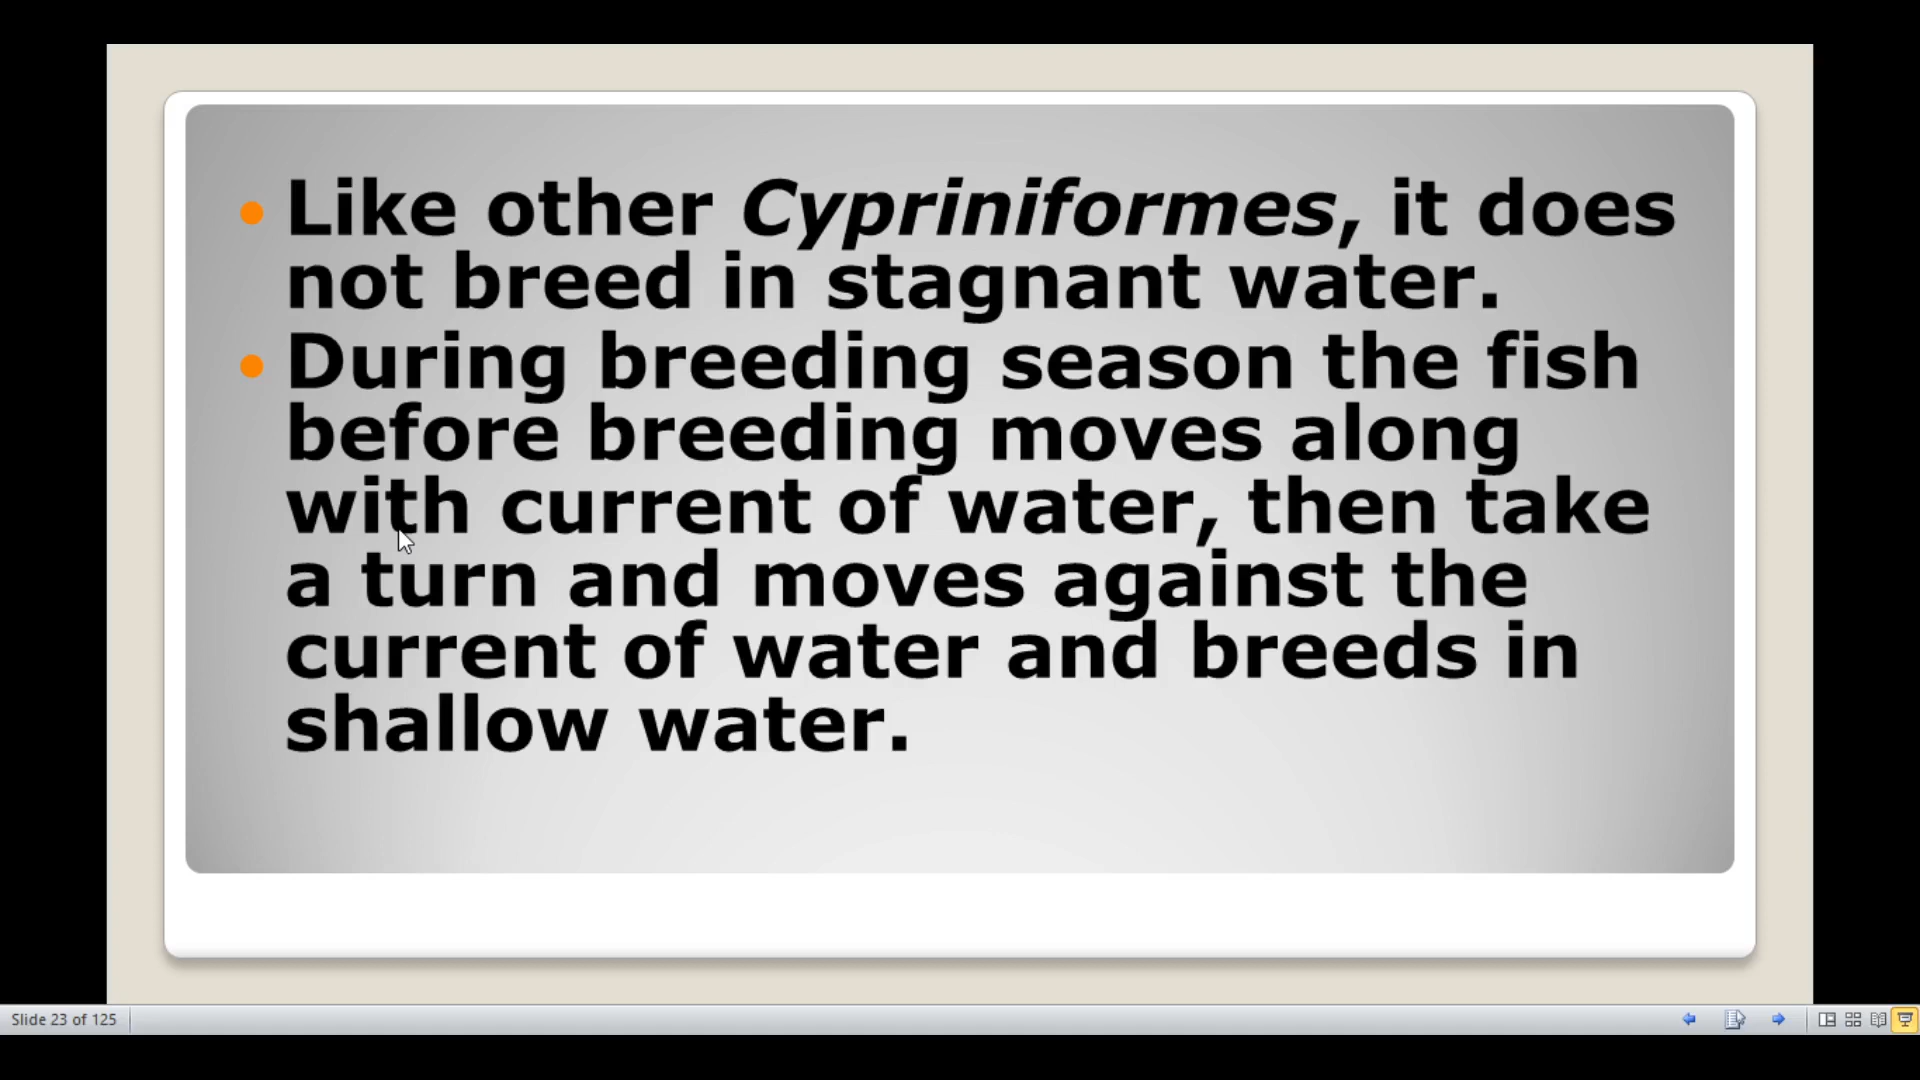 Like other Cypriniformes, it does
not breed in stagnant water.
During breeding season the fish
before breeding moves along
with current of water, then take
a turn and moves against the
current of water and breeds in
shallow water.
Slide 23 of 125